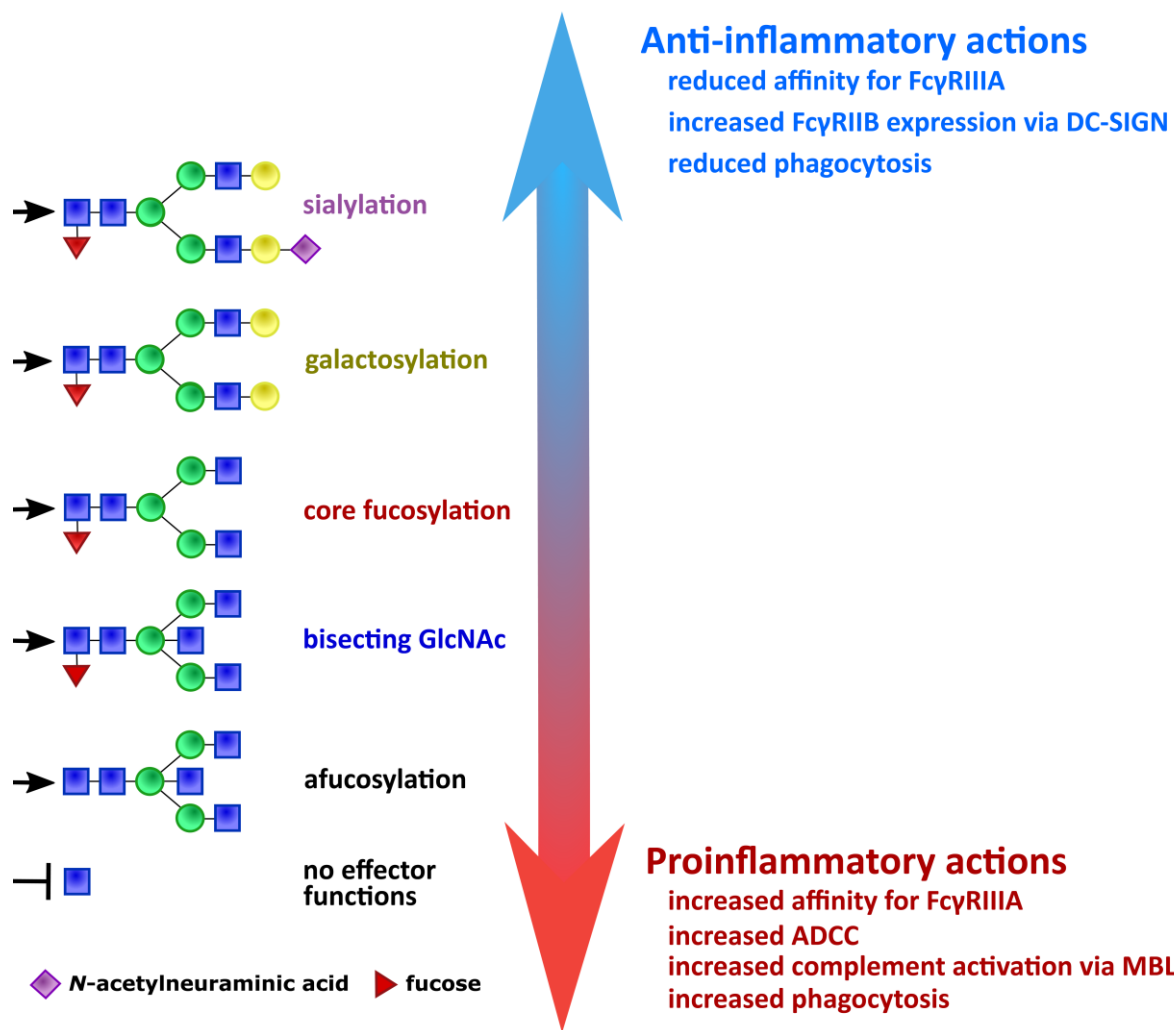 Anti-inflammatory actions
reduced affinity for FcγRIIIA
increased FcγRIIB expression via DC-SIGN
reduced phagocytosis
sialylation
galactosylation
core fucosylation
bisecting GlcNAc
afucosylation
no effector
functions
Proinflammatory actions
increased affinity for FcγRIIIA
increased ADCC
increased complement activation via MBL
increased phagocytosis
N-acetylneuraminic acid
fucose